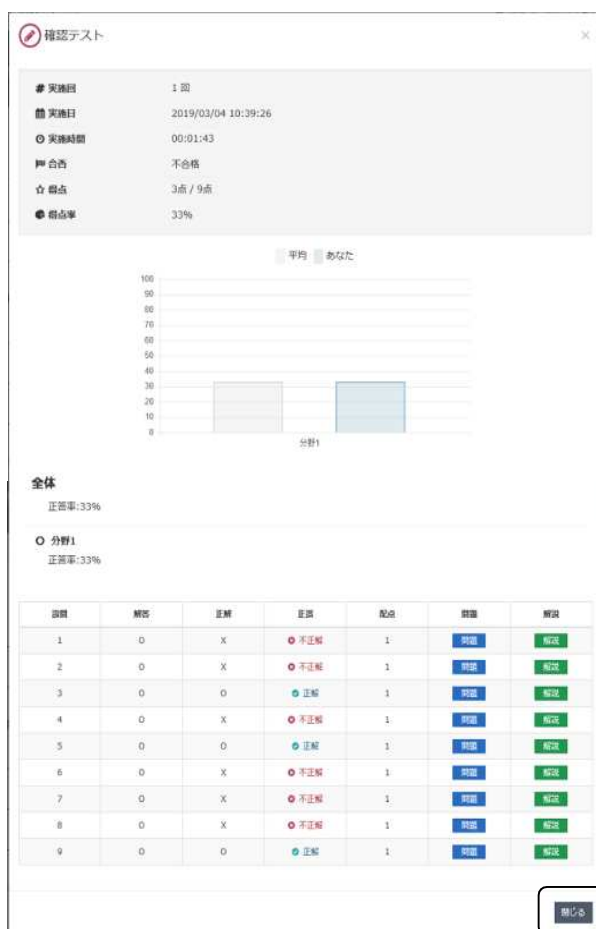 確認テスト ×
実施回 1 回
実施日 2019/03/04 10:39:26
実施時間 00:01:43
合否 不合格
得点 3点 / 9点
得点率 33%
平均 あなた
100
90
80
70
60
50
40
30
20
10
0
分野1
全体
正答率:33%
分野1
正答率:33%
設問 解答 正解 正誤 配点 問題 解説
1 O X 不正解 1 問題 解説
2 O X 不正解 1 問題 解説
3 O O 正解 1 問題 解説
4 O X 不正解 1 問題 解説
5 O O 正解 1 問題 解説
6 O X 不正解 1 問題 解説
7 O X 不正解 1 問題 解説
8 O X 不正解 1 問題 解説
9 O O 正解 1 問題 解説
閉じる